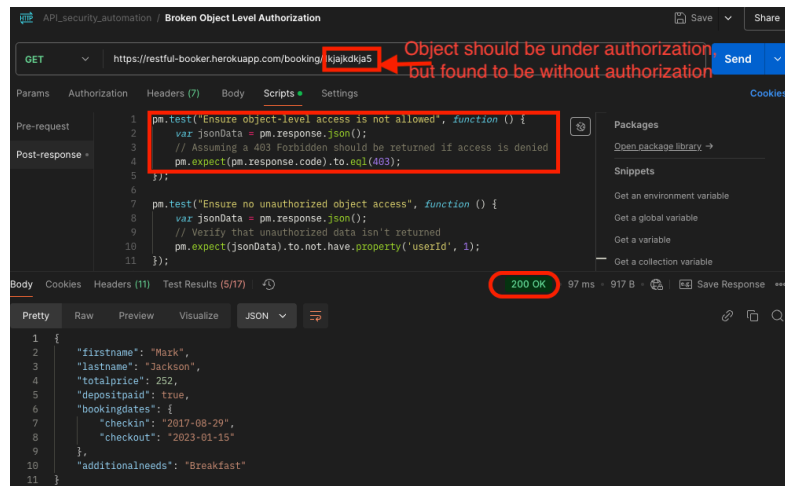 HTTP API_security_automation / Broken Object Level Authorization
Save
Share
GET
https://restful-booker.herokuapp.com/booking/jkjajkdkja5
Object should be under authorization,
but found to be without authorization
Send
Params Authorization Headers (7) Body Scripts Settings
Cookies
Pre-request
Post-response
1 pm.test("Ensure object-level access is not allowed", function () {
2 var jsonData = pm.response.json();
3 // Assuming a 403 Forbidden should be returned if access is denied
4 pm.expect(pm.response.code).to.eql(403);
5 });
6
7 pm.test("Ensure no unauthorized object access", function () {
8 var jsonData = pm.response.json();
9 // Verify that unauthorized data isn't returned
10 pm.expect(jsonData).to.not.have.property('userId', 1);
11 });
Packages
Open package library →
Snippets
Get an environment variable
Get a global variable
Get a variable
Get a collection variable
Body Cookies Headers (11) Test Results (5/17)
200 OK • 97 ms • 917 B • e.g. Save Response
Pretty Raw Preview Visualize JSON
1 {
2 "firstname": "Mark",
3 "lastname": "Jackson",
4 "totalprice": 252,
5 "depositpaid": true,
6 "bookingdates": {
7 "checkin": "2017-08-29",
8 "checkout": "2023-01-15"
9 },
10 "additionalneeds": "Breakfast"
11 }